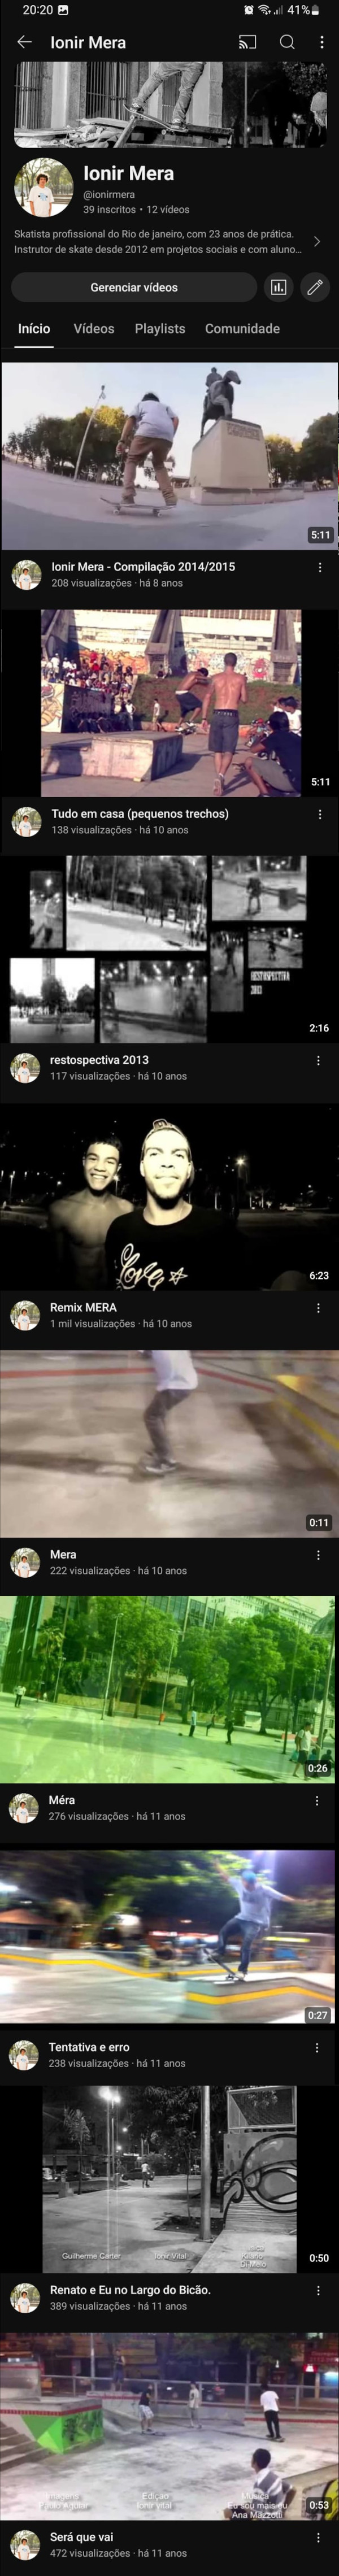 20:20
41%
Ionir Mera
Ionir Mera
@ionirmera
39 inscritos • 12 vídeos
Skatista profissional do Rio de janeiro, com 23 anos de prática.
Instrutor de skate desde 2012 em projetos sociais e com aluno...
Gerenciar vídeos
Início Vídeos Playlists Comunidade
5:11
Ionir Mera - Compilação 2014/2015
208 visualizações · há 8 anos
5:11
Tudo em casa (pequenos trechos)
138 visualizações · há 10 anos
2013
2:16
restospectiva 2013
117 visualizações · há 10 anos
Love
6:23
Remix MERA
1 mil visualizações · há 10 anos
0:11
Mera
222 visualizações · há 10 anos
0:26
Méra
276 visualizações · há 11 anos
0:27
Tentativa e erro
238 visualizações · há 11 anos
Guilherme Carter Ionir Vital
0:50
Renato e Eu no Largo do Bicão.
389 visualizações · há 11 anos
Edição
Ionir vital
Eu sou mais eu
Ana Mazzotti
0:53
Será que vai
472 visualizações · há 11 anos